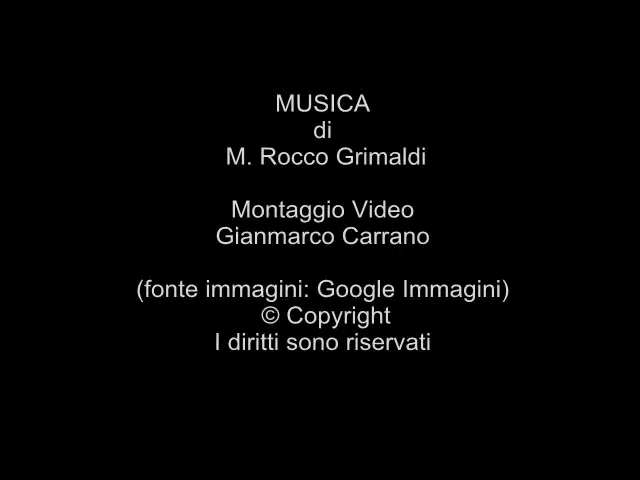 MUSICA
di
M. Rocco Grimaldi
Montaggio Video
Gianmarco Carrano
(fonte immagini: Google Immagini)
© Copyright
I diritti sono riservati